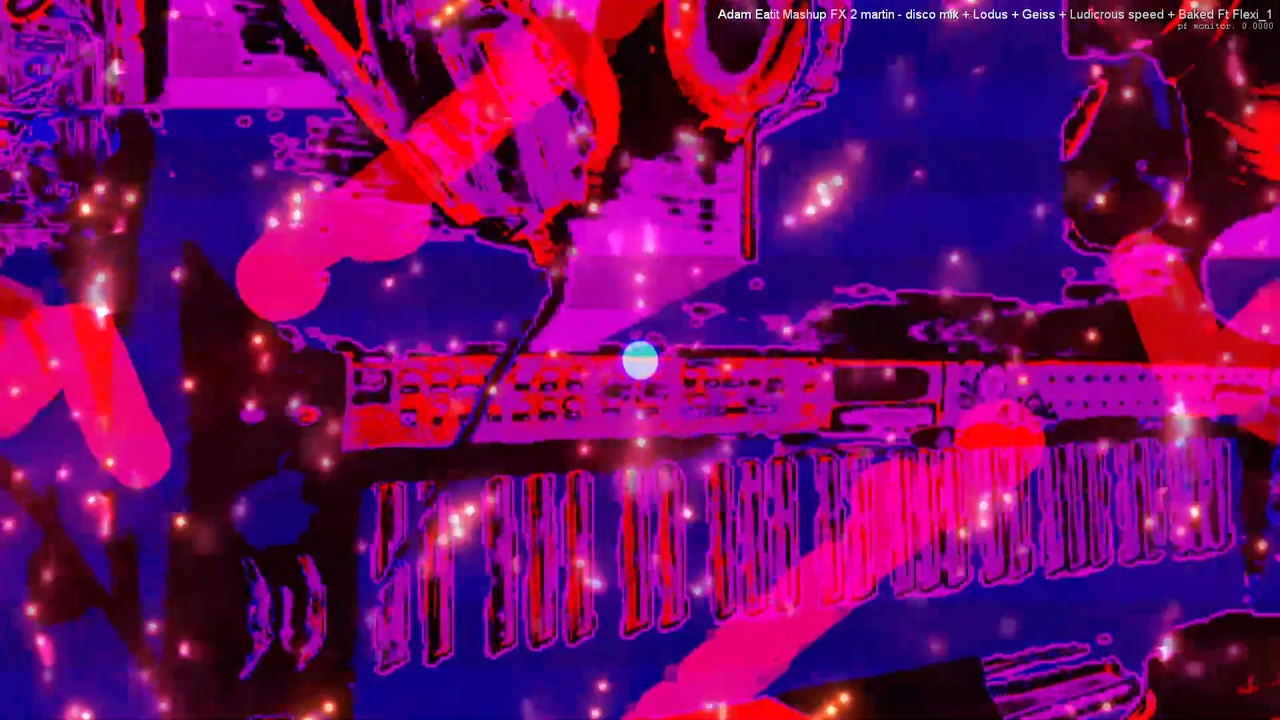 Adam Eatit Mashup FX 2 martin - disco mix + Lodus + Geiss + Ludicrous speed + Baked Ft Flexi_1
pf monitor: 0.0000